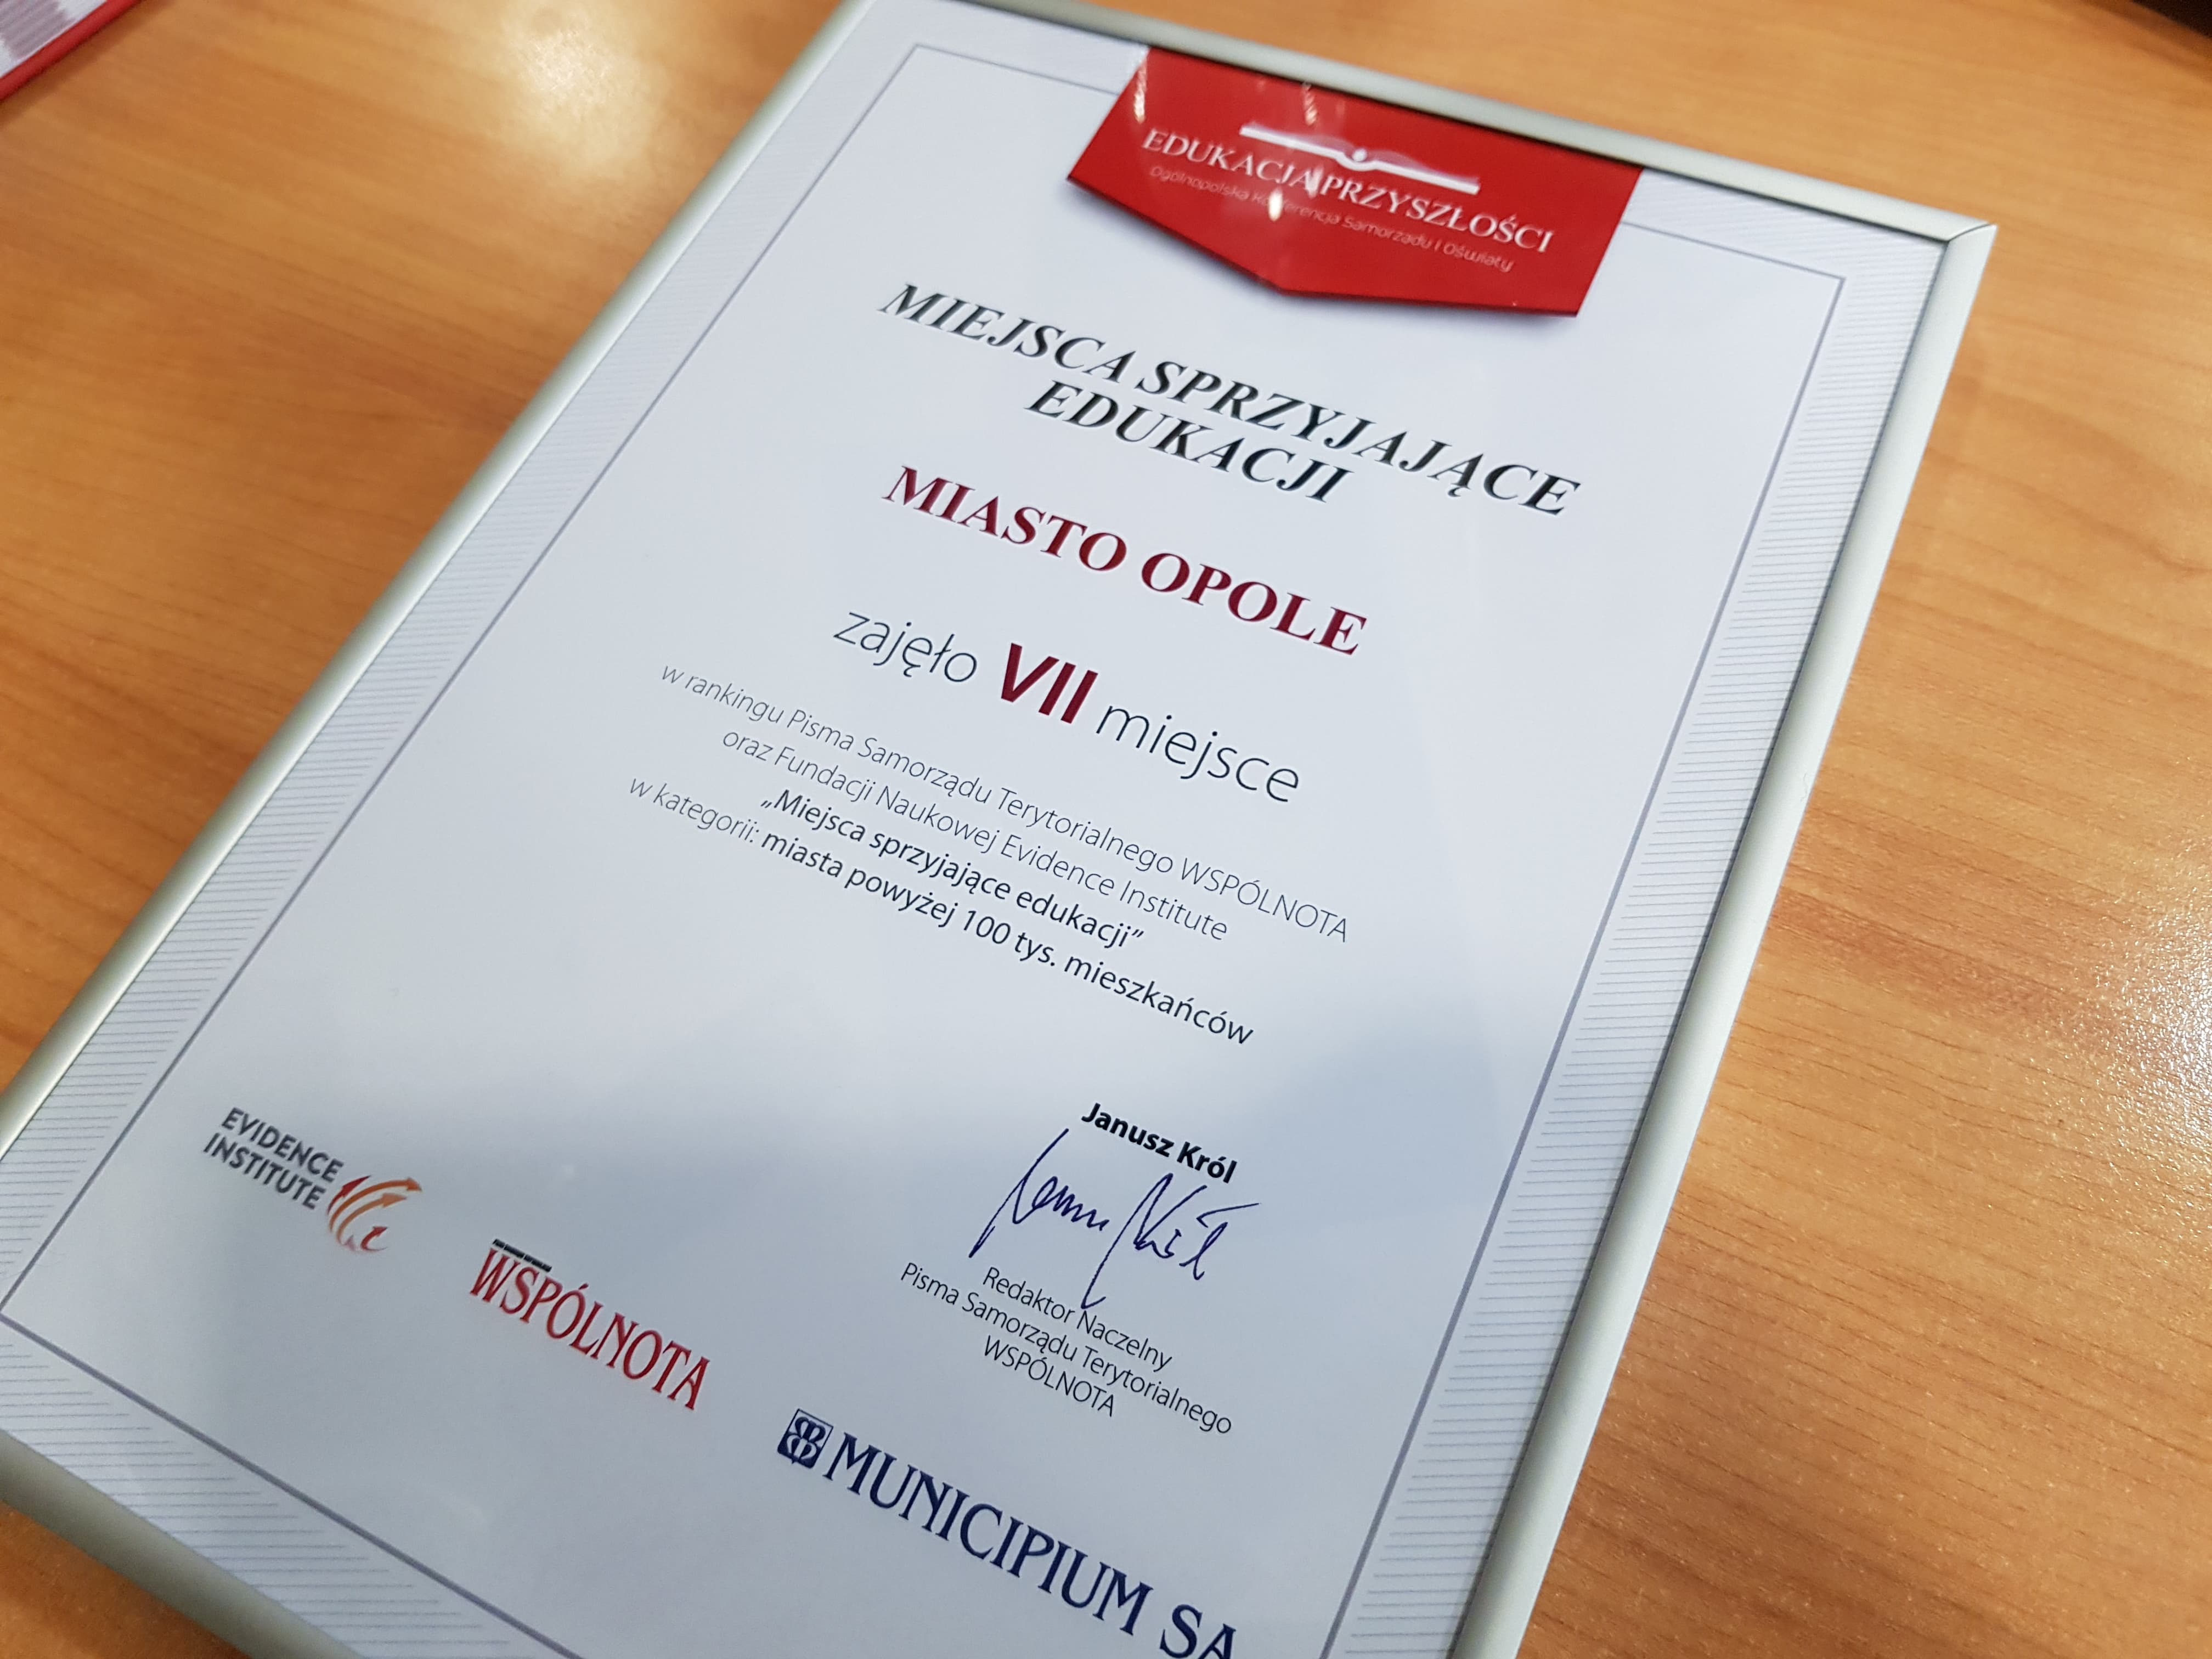 EDUKACJA PRZYSZŁOŚCI
Ogólnopolska Konferencja Samorządu i Oświaty
MIEJSCA SPRZYJAJĄCE
EDUKACJI
MIASTO OPOLE
zajęło VII miejsce
w rankingu Pisma Samorządu Terytorialnego WSPÓLNOTA
oraz Fundacji Naukowej Evidence Institute
„Miejsca sprzyjające edukacji”
w kategorii: miasta powyżej 100 tys. mieszkańców
Janusz Król
Redaktor Naczelny
Pisma Samorządu Terytorialnego
WSPÓLNOTA
EVIDENCE
INSTITUTE
WSPÓLNOTA
MUNICIPIUM SA